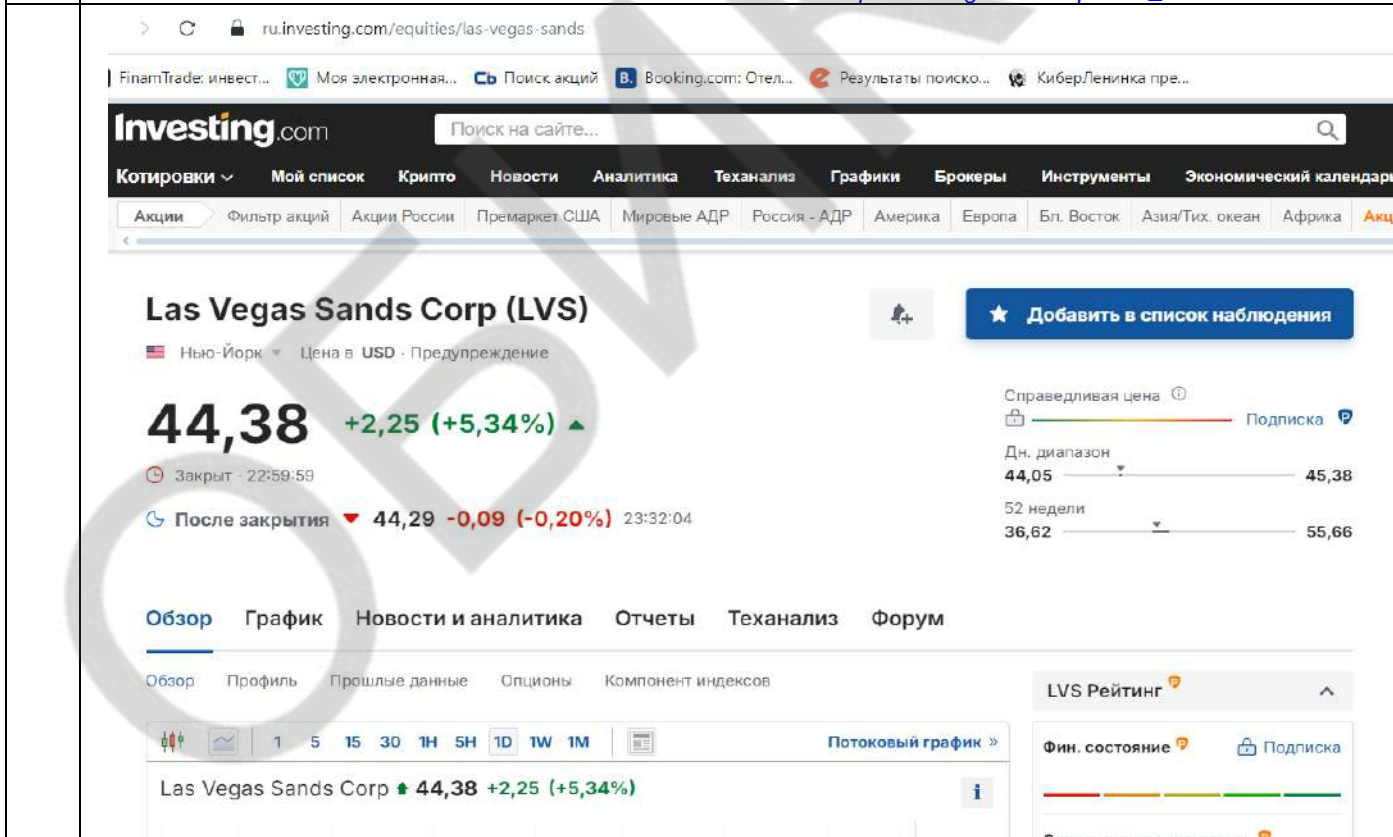 ru.investing.com/equities/las-vegas-sands
FinamTrade: инвест... Моя электронная... Сь Поиск акций B. Booking.com: Отел... Результаты поиско... КиберЛенинка пре...
Investing.com Поиск на сайте...
Котировки Мой список Крипто Новости Аналитика Теханализ Графики Брокеры Инструменты Экономический календарь
Акции Фильтр акций Акции России Премаркет США Мировые АДР Россия - АДР Америка Европа Бл. Восток Азия/Тих. океан Африка Акц
Las Vegas Sands Corp (LVS) Добавить в список наблюдения
Нью-Йорк Цена в USD · Предупреждение
Справедливая цена
44,38 +2,25 (+5,34%) Подписка
Дн. диапазон
Закрыт · 22:59:59 44,05 45,38
52 недели
После закрытия 44,29 -0,09 (-0,20%) 23:32:04 36,62 55,66
Обзор График Новости и аналитика Отчеты Теханализ Форум
Обзор Профиль Прошлые данные Опционы Компонент индексов
LVS Рейтинг
1 5 15 30 1H 5H 1D 1W 1M Потоковый график »
Фин. состояние Подписка
Las Vegas Sands Corp 44,38 +2,25 (+5,34%)
ОБИ